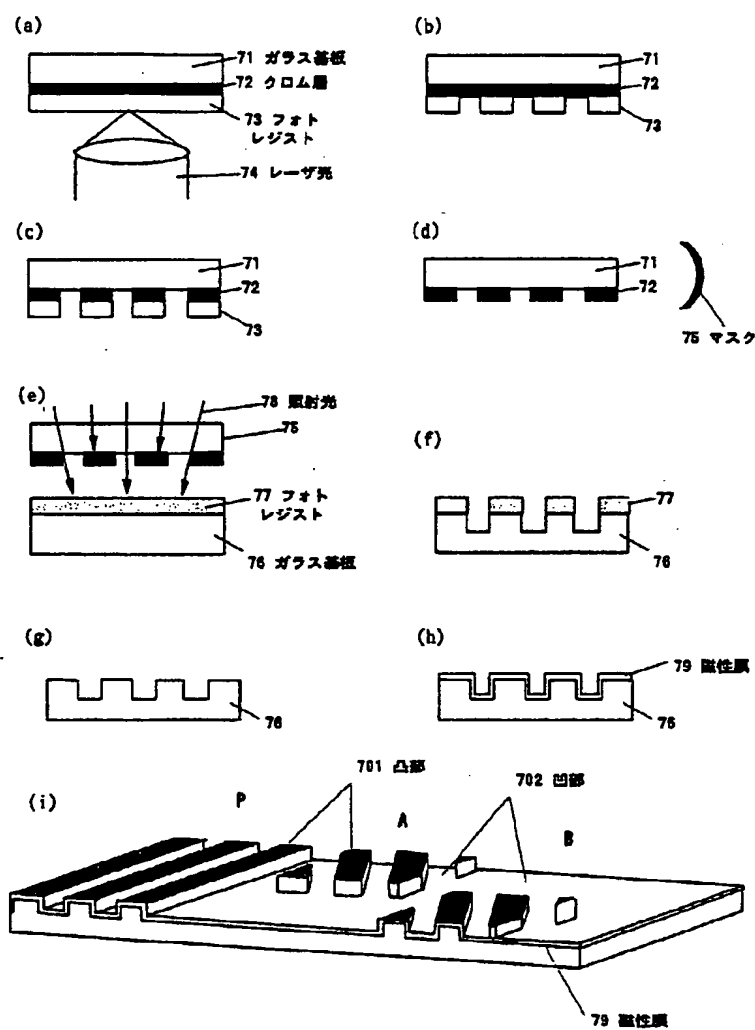 (a)
71 ガラス基板
72 クロム層
73 フォト
レジスト
74 レーザ光
(b)
71
72
73
(c)
71
72
73
(d)
71
72
75 マスク
(e)
78 照射光
75
77 フォト
レジスト
76 ガラス基板
(f)
77
76
(g)
76
(h)
79 磁性膜
76
(i)
P
701 凸部
A
702 凹部
B
79 磁性膜